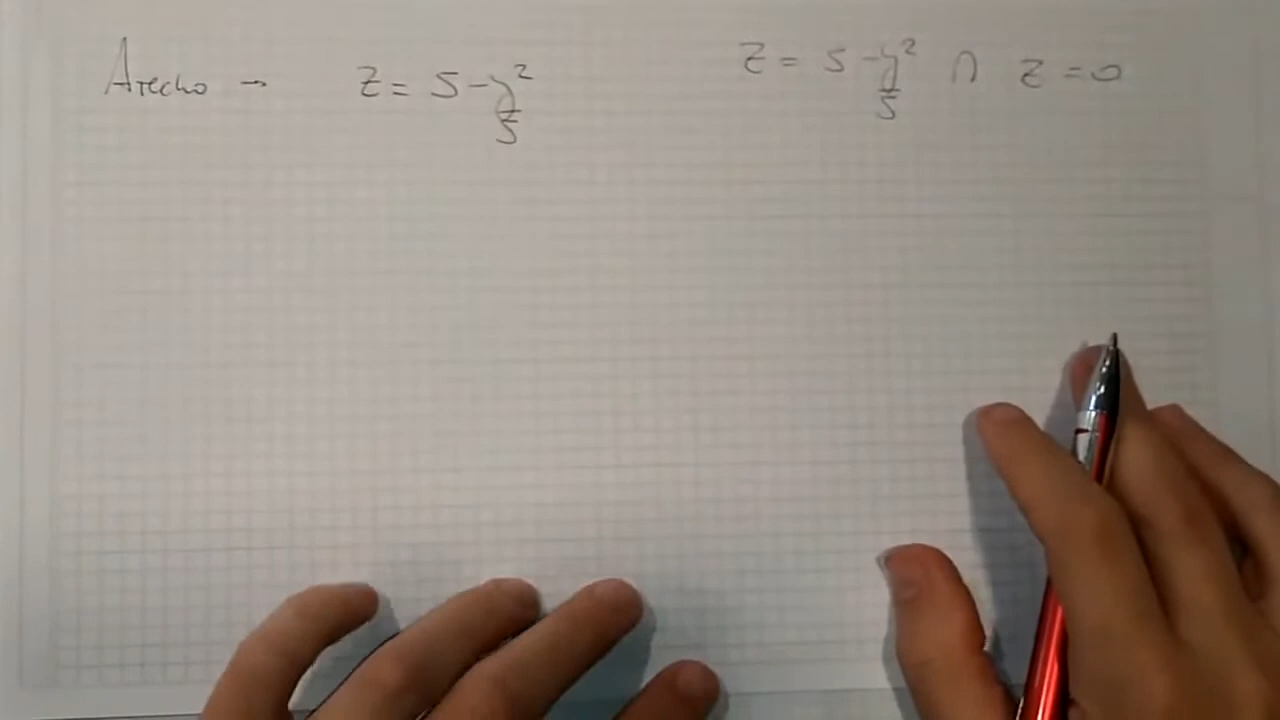 Atecho → z = 5 - y²/5
z = 5 - y²/5 ∩ z = 0